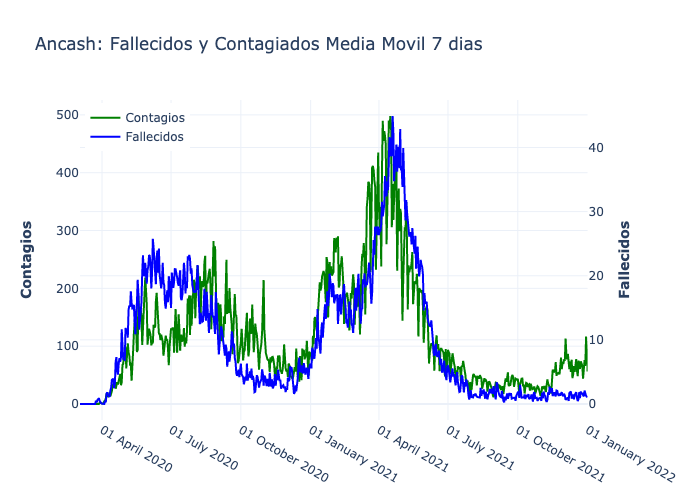 Ancash: Fallecidos y Contagiados Media Movil 7 dias
Contagios
Fallecidos
500
400
300
200
100
0
40
30
20
10
0
Contagios
Fallecidos
01 April 2020
01 July 2020
01 October 2020
01 January 2021
01 April 2021
01 July 2021
01 October 2021
01 January 2022